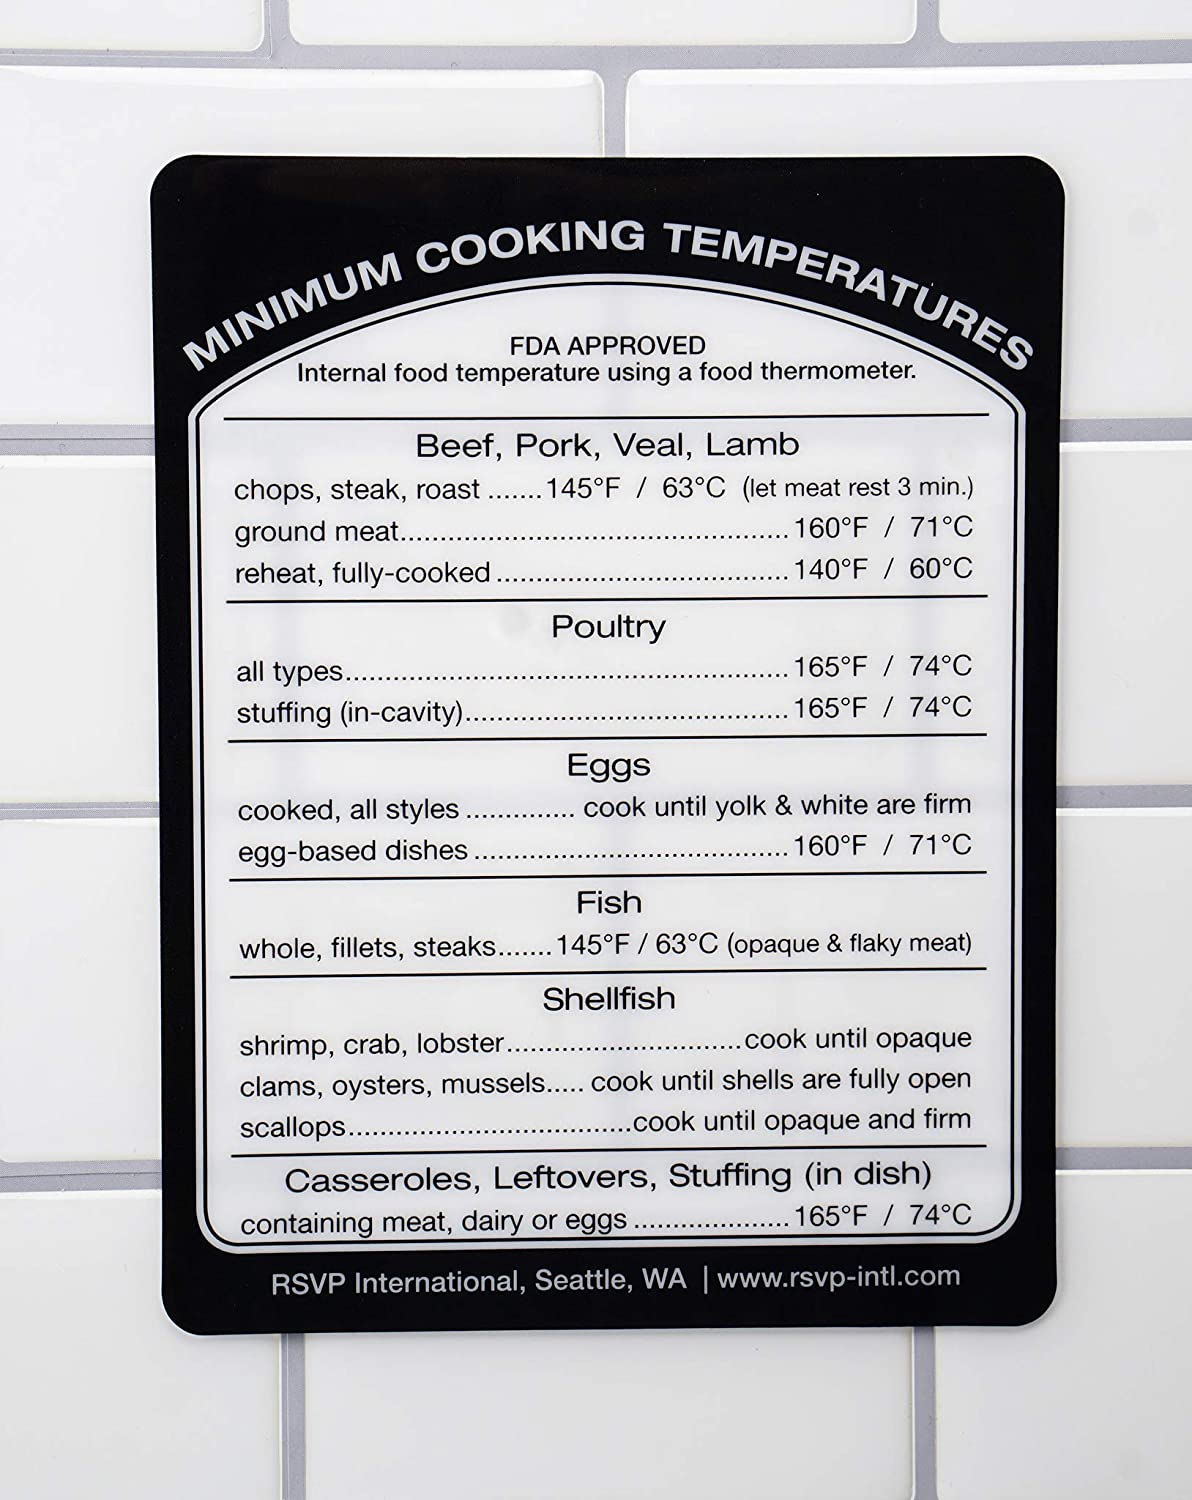 MINIMUM COOKING TEMPERATURES
FDA APPROVED
Internal food temperature using a food thermometer.
Beef, Pork, Veal, Lamb
chops, steak, roast .......145°F / 63°C (let meat rest 3 min.)
ground meat.................................................160°F / 71°C
reheat, fully-cooked .....................................140°F / 60°C
Poultry
all types........................................................165°F / 74°C
stuffing (in-cavity).........................................165°F / 74°C
Eggs
cooked, all styles .............. cook until yolk & white are firm
egg-based dishes ........................................160°F / 71°C
Fish
whole, fillets, steaks.......145°F / 63°C (opaque & flaky meat)
Shellfish
shrimp, crab, lobster..............................cook until opaque
clams, oysters, mussels..... cook until shells are fully open
scallops....................................cook until opaque and firm
Casseroles, Leftovers, Stuffing (in dish)
containing meat, dairy or eggs ....................165°F / 74°C
RSVP International, Seattle, WA | www.rsvp-intl.com